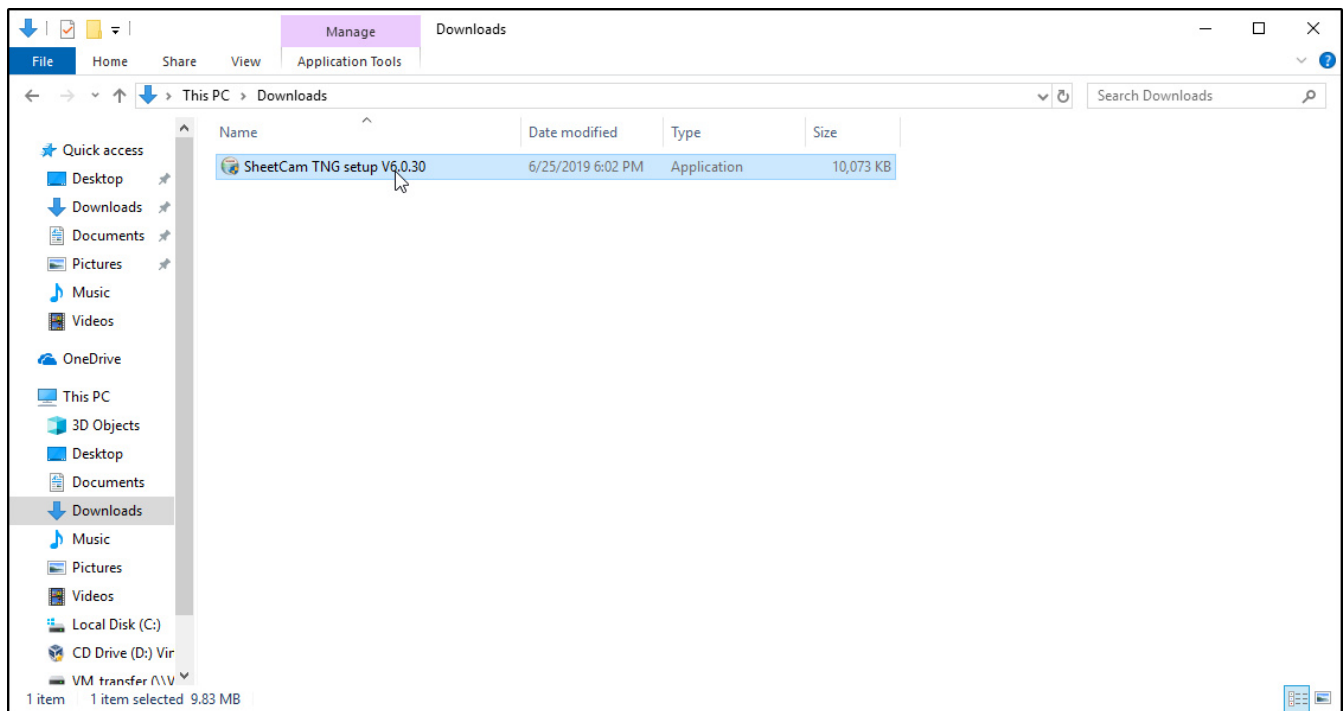 Manage
Downloads
File
Home
Share
View
Application Tools
This PC > Downloads
Search Downloads
Name
Date modified
Type
Size
SheetCam TNG setup V6.0.30
6/25/2019 6:02 PM
Application
10,073 KB
Quick access
Desktop
Downloads
Documents
Pictures
Music
Videos
OneDrive
This PC
3D Objects
Desktop
Documents
Downloads
Music
Pictures
Videos
Local Disk (C:)
CD Drive (D:) Vir
VM_transfer (\\V
1 item
1 item selected 9.83 MB